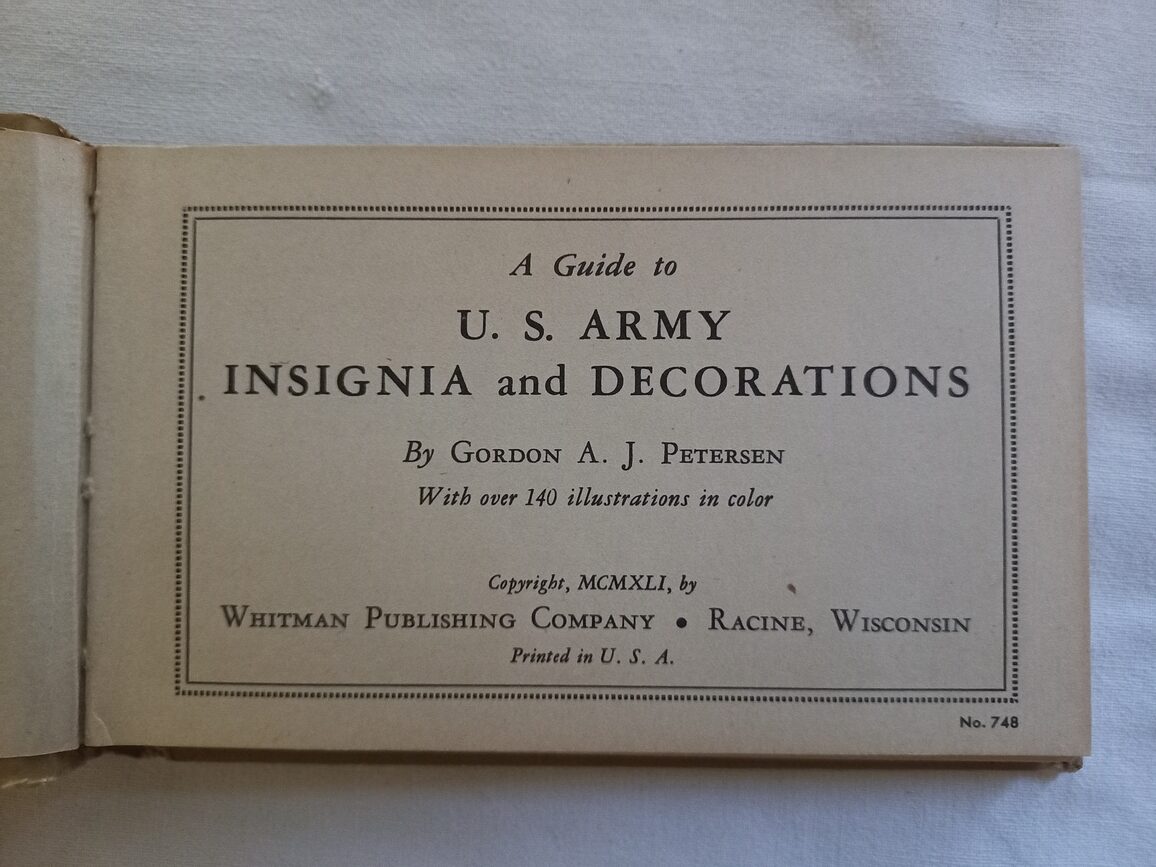 A Guide to
U. S. ARMY
INSIGNIA and DECORATIONS
By GORDON A. J. PETERSEN
With over 140 illustrations in color
Copyright, MCMXLI, by
WHITMAN PUBLISHING COMPANY • RACINE, WISCONSIN
Printed in U. S. A.
No. 748